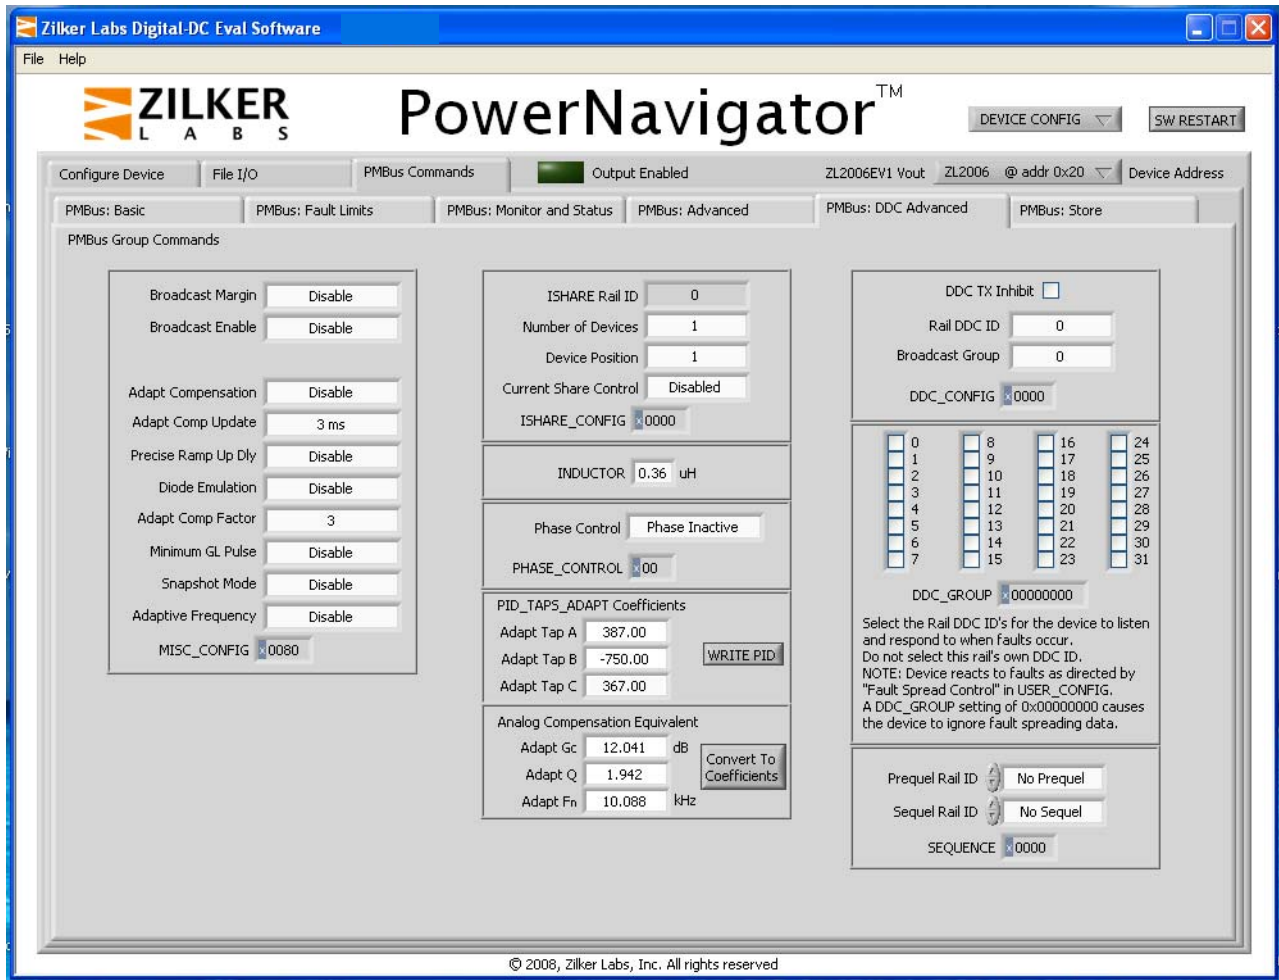 Zilker Labs Digital-DC Eval Software
File Help
ZILKER
LABS
PowerNavigator™
DEVICE CONFIG
SW RESTART
Configure Device
File I/O
PMBus Commands
Output Enabled
ZL2006EV1 Vout
ZL2006 @ addr 0x20
Device Address
PMBus: Basic
PMBus: Fault Limits
PMBus: Monitor and Status
PMBus: Advanced
PMBus: DDC Advanced
PMBus: Store
PMBus Group Commands
Broadcast Margin Disable
Broadcast Enable Disable
Adapt Compensation Disable
Adapt Comp Update 3 ms
Precise Ramp Up Dly Disable
Diode Emulation Disable
Adapt Comp Factor 3
Minimum GL Pulse Disable
Snapshot Mode Disable
Adaptive Frequency Disable
MISC_CONFIG x0080
ISHARE Rail ID 0
Number of Devices 1
Device Position 1
Current Share Control Disabled
ISHARE_CONFIG x0000
INDUCTOR 0.36 uH
Phase Control Phase Inactive
PHASE_CONTROL x00
PID_TAPS_ADAPT Coefficients
Adapt Tap A 387.00
Adapt Tap B -750.00
Adapt Tap C 367.00
WRITE PID
Analog Compensation Equivalent
Adapt Gc 12.041 dB
Adapt Q 1.942
Adapt Fn 10.088 kHz
Convert To
Coefficients
DDC TX Inhibit
Rail DDC ID 0
Broadcast Group 0
DDC_CONFIG x0000
0 8 16 24
1 9 17 25
2 10 18 26
3 11 19 27
4 12 20 28
5 13 21 29
6 14 22 30
7 15 23 31
DDC_GROUP x00000000
Select the Rail DDC ID's for the device to listen
and respond to when faults occur.
Do not select this rail's own DDC ID.
NOTE: Device reacts to faults as directed by
"Fault Spread Control" in USER_CONFIG.
A DDC_GROUP setting of 0x00000000 causes
the device to ignore fault spreading data.
Prequel Rail ID No Prequel
Sequel Rail ID No Sequel
SEQUENCE x0000
© 2008, Zilker Labs, Inc. All rights reserved